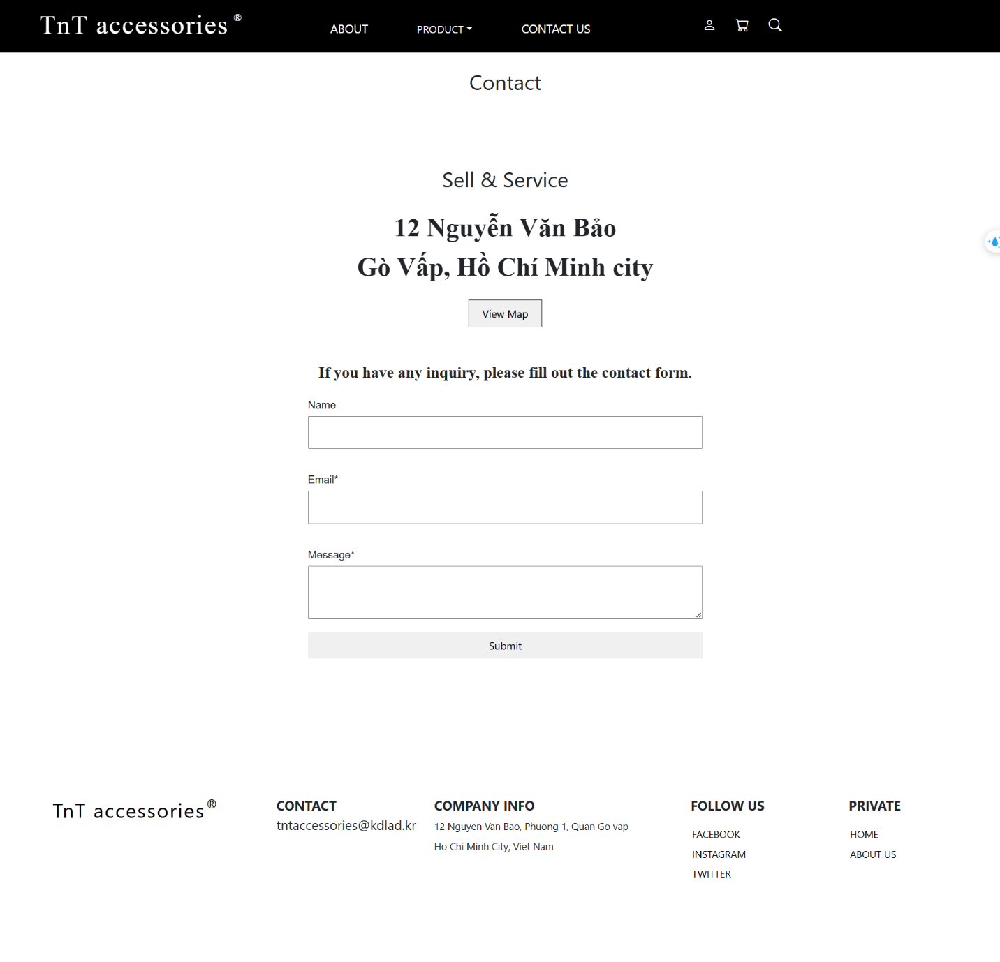 TnT accessories ®
ABOUT
PRODUCT
CONTACT US
Contact
Sell & Service
12 Nguyễn Văn Bảo
Gò Vấp, Hồ Chí Minh city
View Map
If you have any inquiry, please fill out the contact form.
Name
Email*
Message*
Submit
TnT accessories®
CONTACT
tntaccessories@kdlad.kr
COMPANY INFO
12 Nguyen Van Bao, Phuong 1, Quan Go vap
Ho Chi Minh City, Viet Nam
FOLLOW US
FACEBOOK
INSTAGRAM
TWITTER
PRIVATE
HOME
ABOUT US